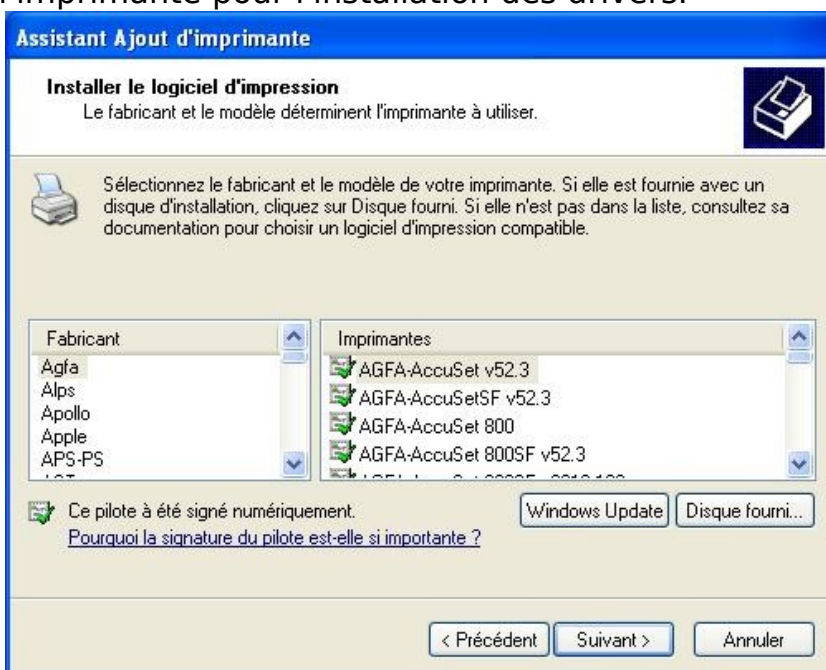 l'imprimante pour l'installation des drivers.
Assistant Ajout d'imprimante
Installer le logiciel d'impression
Le fabricant et le modèle déterminent l'imprimante à utiliser.
Sélectionnez le fabricant et le modèle de votre imprimante. Si elle est fournie avec un
disque d'installation, cliquez sur Disque fourni. Si elle n'est pas dans la liste, consultez sa
documentation pour choisir un logiciel d'impression compatible.
Fabricant
Agfa
Alps
Apollo
Apple
APS-PS
Imprimantes
AGFA-AccuSet v52.3
AGFA-AccuSetSF v52.3
AGFA-AccuSet 800
AGFA-AccuSet 800SF v52.3
Ce pilote à été signé numériquement.
Pourquoi la signature du pilote est-elle si importante ?
Windows Update
Disque fourni...
< Précédent
Suivant >
Annuler